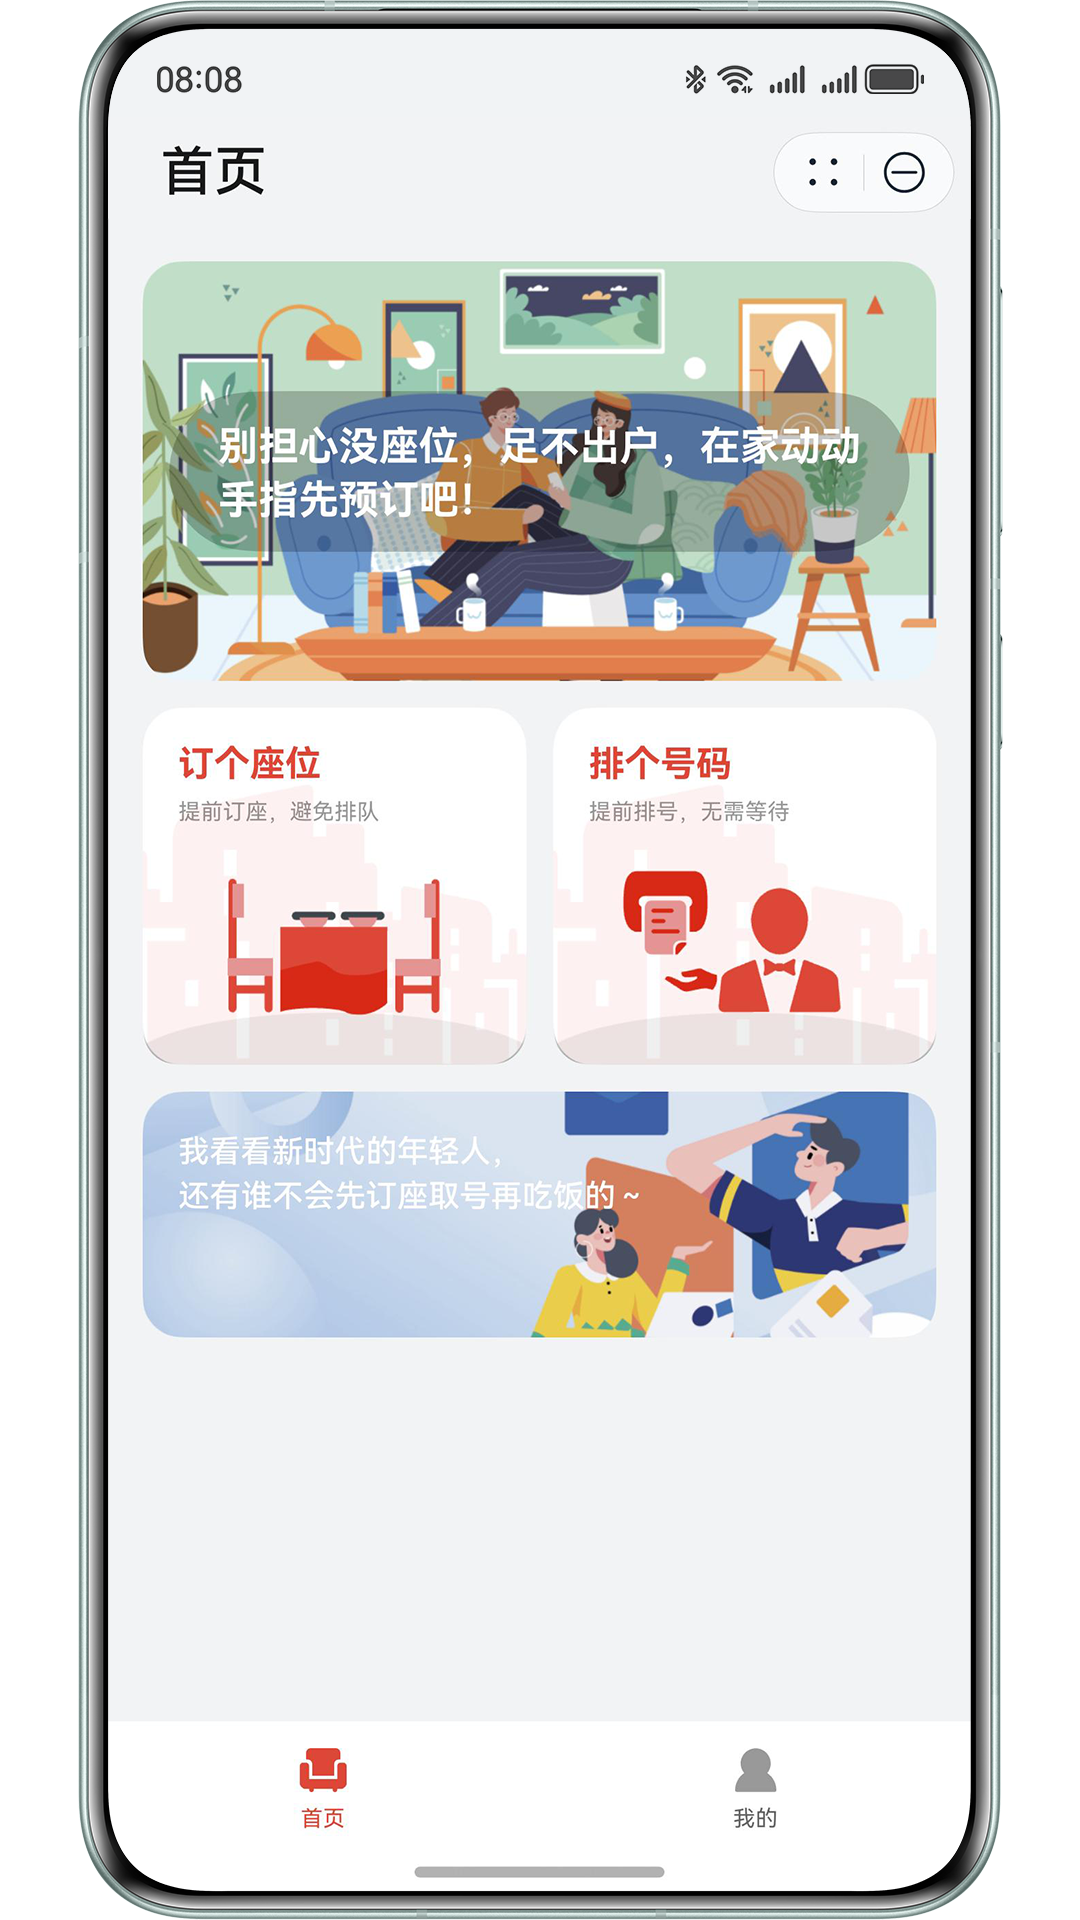 08:08
首页
别担心没座位，足不出户，在家动动
手指先预订吧！
订个座位
提前订座，避免排队
排个号码
提前排号，无需等待
我看看新时代的年轻人，
还有谁不会先订座取号再吃饭的~
首页
我的